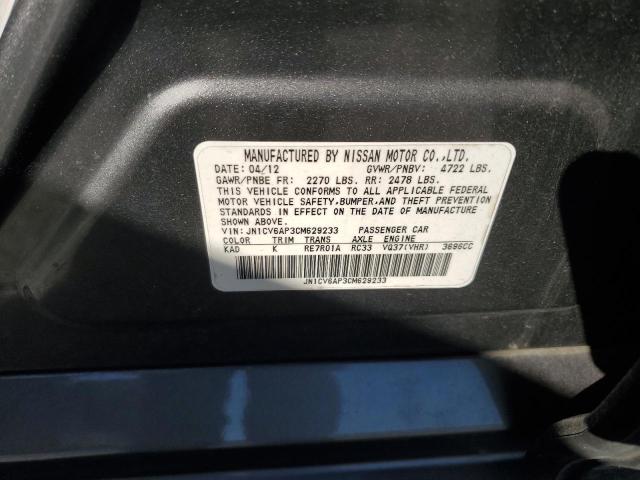 MANUFACTURED BY NISSAN MOTOR CO.,LTD.
DATE: 04/12 GVWR/PNBV: 4722 LBS.
GAWR/PNBE FR: 2270 LBS. RR: 2478 LBS.
THIS VEHICLE CONFORMS TO ALL APPLICABLE FEDERAL
MOTOR VEHICLE SAFETY,BUMPER,AND THEFT PREVENTION
STANDARDS IN EFFECT ON THE DATE OF MANUFACTURE
SHOWN ABOVE.
VIN: JN1CV6AP3CM629233 PASSENGER CAR
COLOR TRIM TRANS AXLE ENGINE
KAD K RE7R01A RC33 VQ37(VHR) 3696CC
JN1CV6AP3CM629233